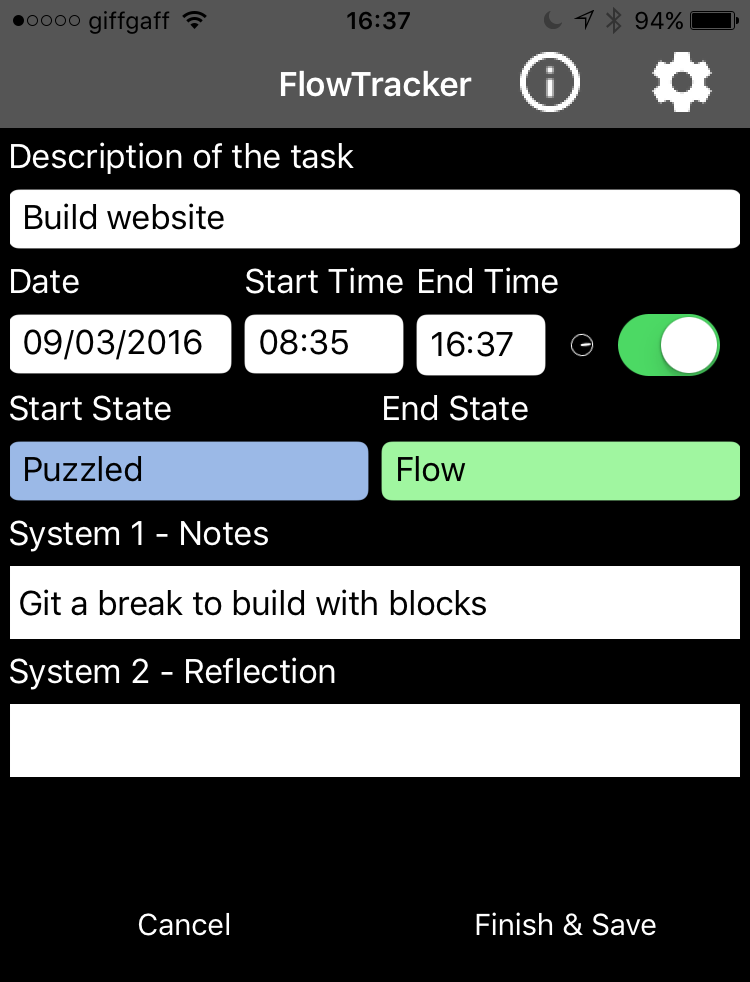 giffgaff 16:37 94%
FlowTracker
Description of the task
Build website
Date Start Time End Time
09/03/2016 08:35 16:37
Start State End State
Puzzled Flow
System 1 - Notes
Git a break to build with blocks
System 2 - Reflection
Cancel Finish & Save